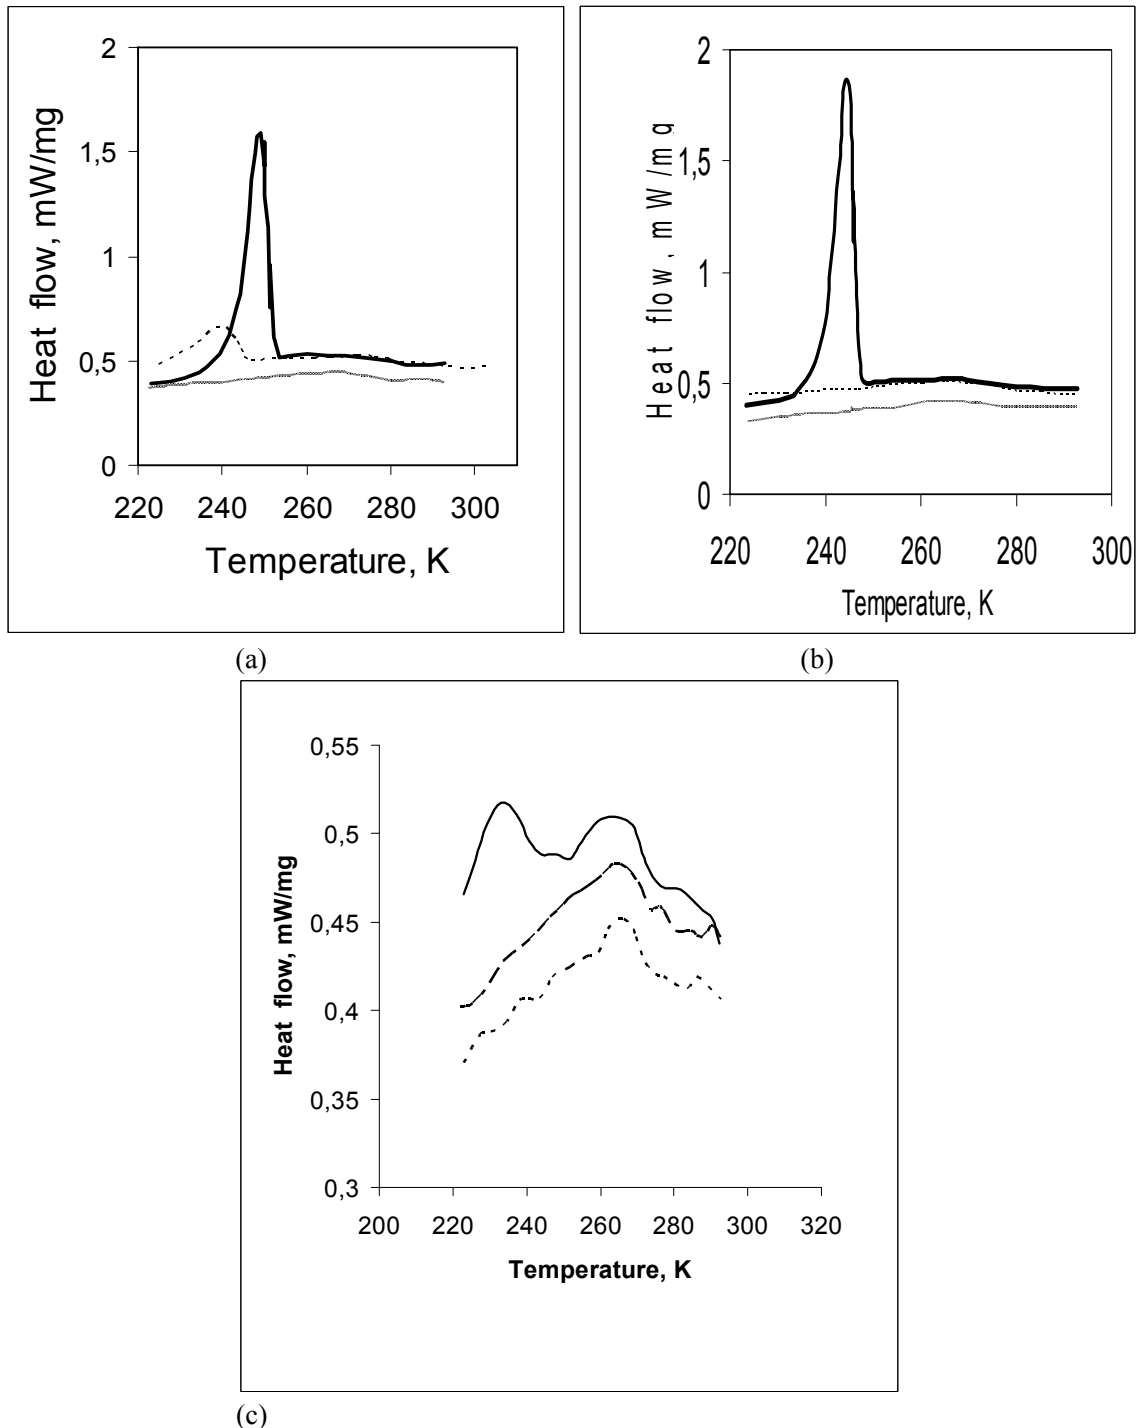 2
1,5
1
0,5
0
220 240 260 280 300
Heat flow, mW/mg
Temperature, K
(a)
2
1,5
1
0,5
0
220 240 260 280 300
Heat flow, mW/mg
Temperature, K
(b)
0,55
0,5
0,45
0,4
0,35
0,3
200 220 240 260 280 300 320
Heat flow, mW/mg
Temperature, K
(c)